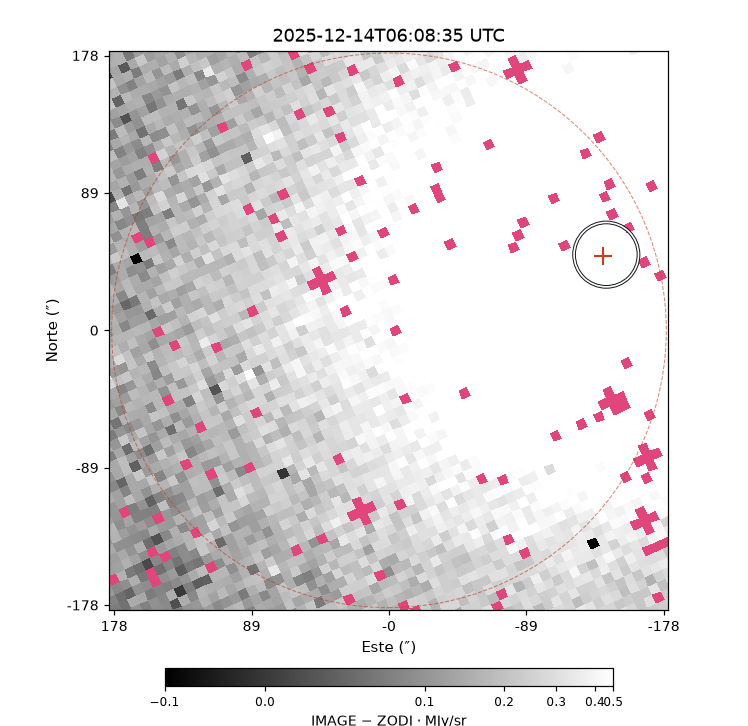 2025-12-14T06:08:35 UTC
178
89
0
-89
-178
Norte (″)
178 89 -0 -89 -178
Este (″)
−0.1 0.0 0.1 0.2 0.3 0.4 0.5
IMAGE − ZODI · MJy/sr